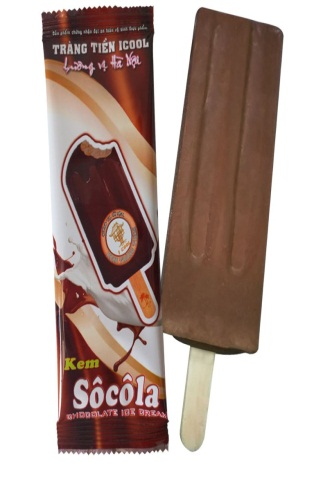 TRÀNG TIỀN ICOOL
Hương vị Hà Nội
Kem
Sôcôla
CHOCOLATE ICE CREAM